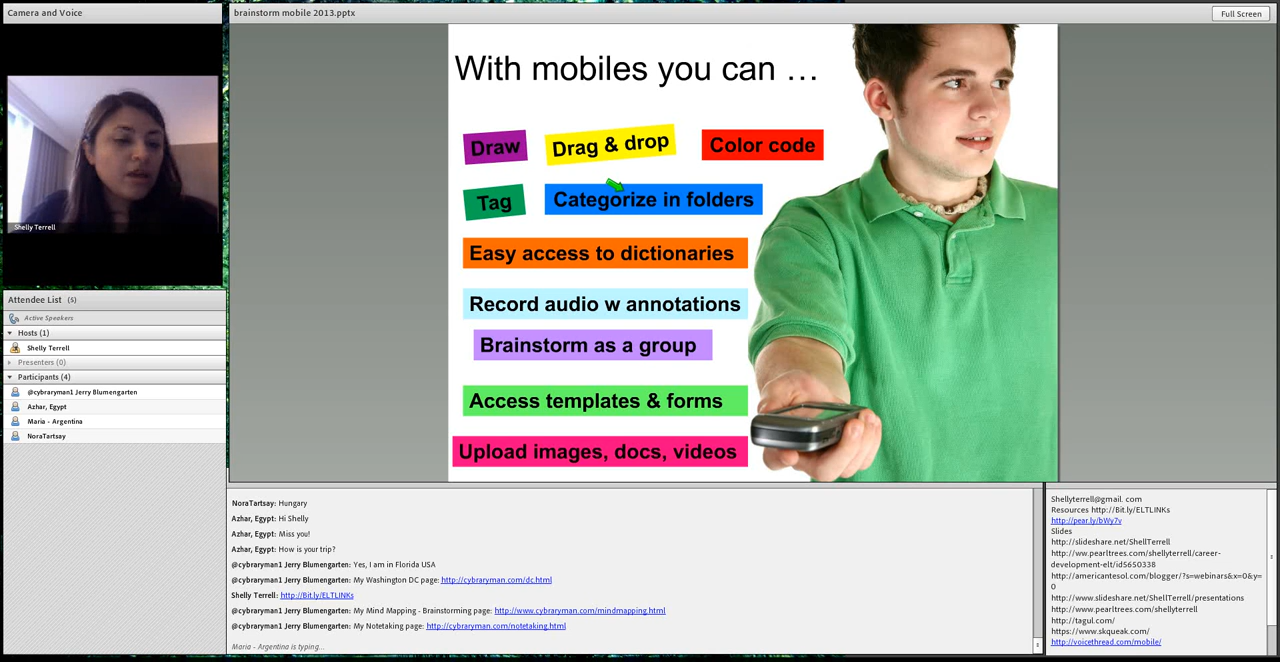 Camera and Voice
brainstorm mobile 2013.pptx
Full Screen
Shelly Terrell
With mobiles you can …
Draw
Drag & drop
Color code
Tag
Categorize in folders
Easy access to dictionaries
Record audio w annotations
Brainstorm as a group
Access templates & forms
Upload images, docs, videos
Attendee List (5)
Active Speakers
Hosts (1)
Shelly Terrell
Presenters (0)
Participants (4)
@cybraryman1 Jerry Blumengarten
Azhar, Egypt
Maria - Argentina
NoraTartsay
NoraTartsay: Hungary
Azhar, Egypt: Hi Shelly
Azhar, Egypt: Miss you!
Azhar, Egypt: How is your trip?
@cybraryman1 Jerry Blumengarten: Yes, I am in Florida USA
@cybraryman1 Jerry Blumengarten: My Washington DC page: http://cybraryman.com/dc.html
Shelly Terrell: http://Bit.ly/ELTLINKs
@cybraryman1 Jerry Blumengarten: My Mind Mapping - Brainstorming page: http://www.cybraryman.com/mindmapping.html
@cybraryman1 Jerry Blumengarten: My Notetaking page: http://cybraryman.com/notetaking.html
Maria - Argentina is typing...
Shellyterrell@gmail. com
Resources http://Bit.ly/ELTLINKs
http://pear.ly/bWy7v
Slides
http://slideshare.net/ShellTerrell
http://ww.pearltrees.com/shellyterrell/career-
development-elt/id5650338
http://americantesol.com/blogger/?s=webinars&x=0&y=
0
http://www.slideshare.net/ShellTerrell/presentations
http://www.pearltrees.com/shellyterrell
http://tagul.com/
https://www.skqueak.com/
http://voicethread.com/mobile/